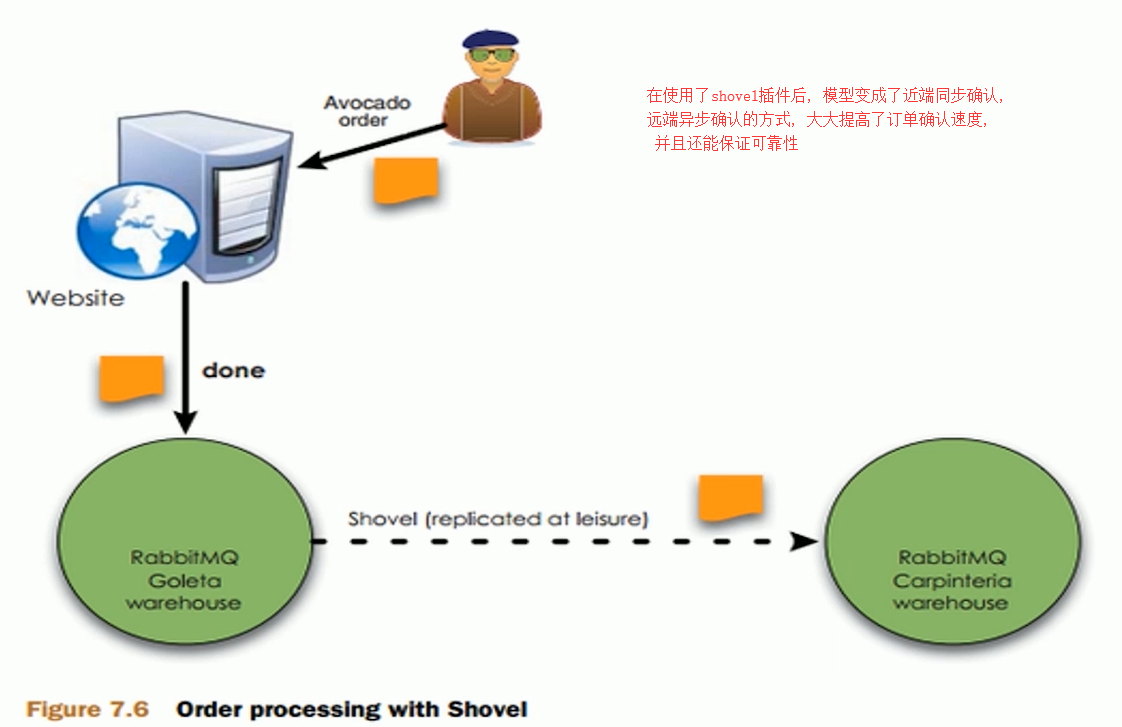 Avocado
order
在使用了shovel插件后, 模型变成了近端同步确认,
远端异步确认的方式, 大大提高了订单确认速度,
并且还能保证可靠性
Website
done
Shovel (replicated at leisure)
RabbitMQ
Goleta
warehouse
RabbitMQ
Carpinteria
warehouse
Figure 7.6 Order processing with Shovel